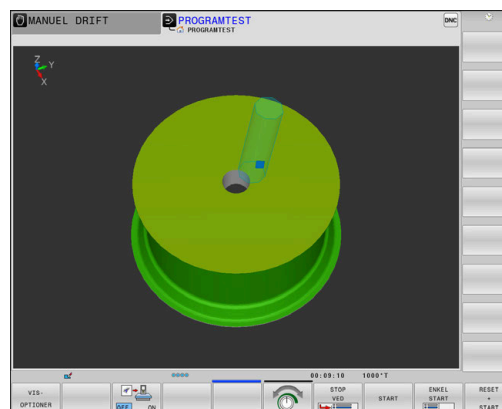 MANUEL DRIFT
PROGRAMTEST
PROGRAMTEST
DNC
Z
Y
X
00:09:10 1000*T
VIS-
OPTIONER
OFF ON
STOP
VED
START
ENKEL
START
RESET
+
START